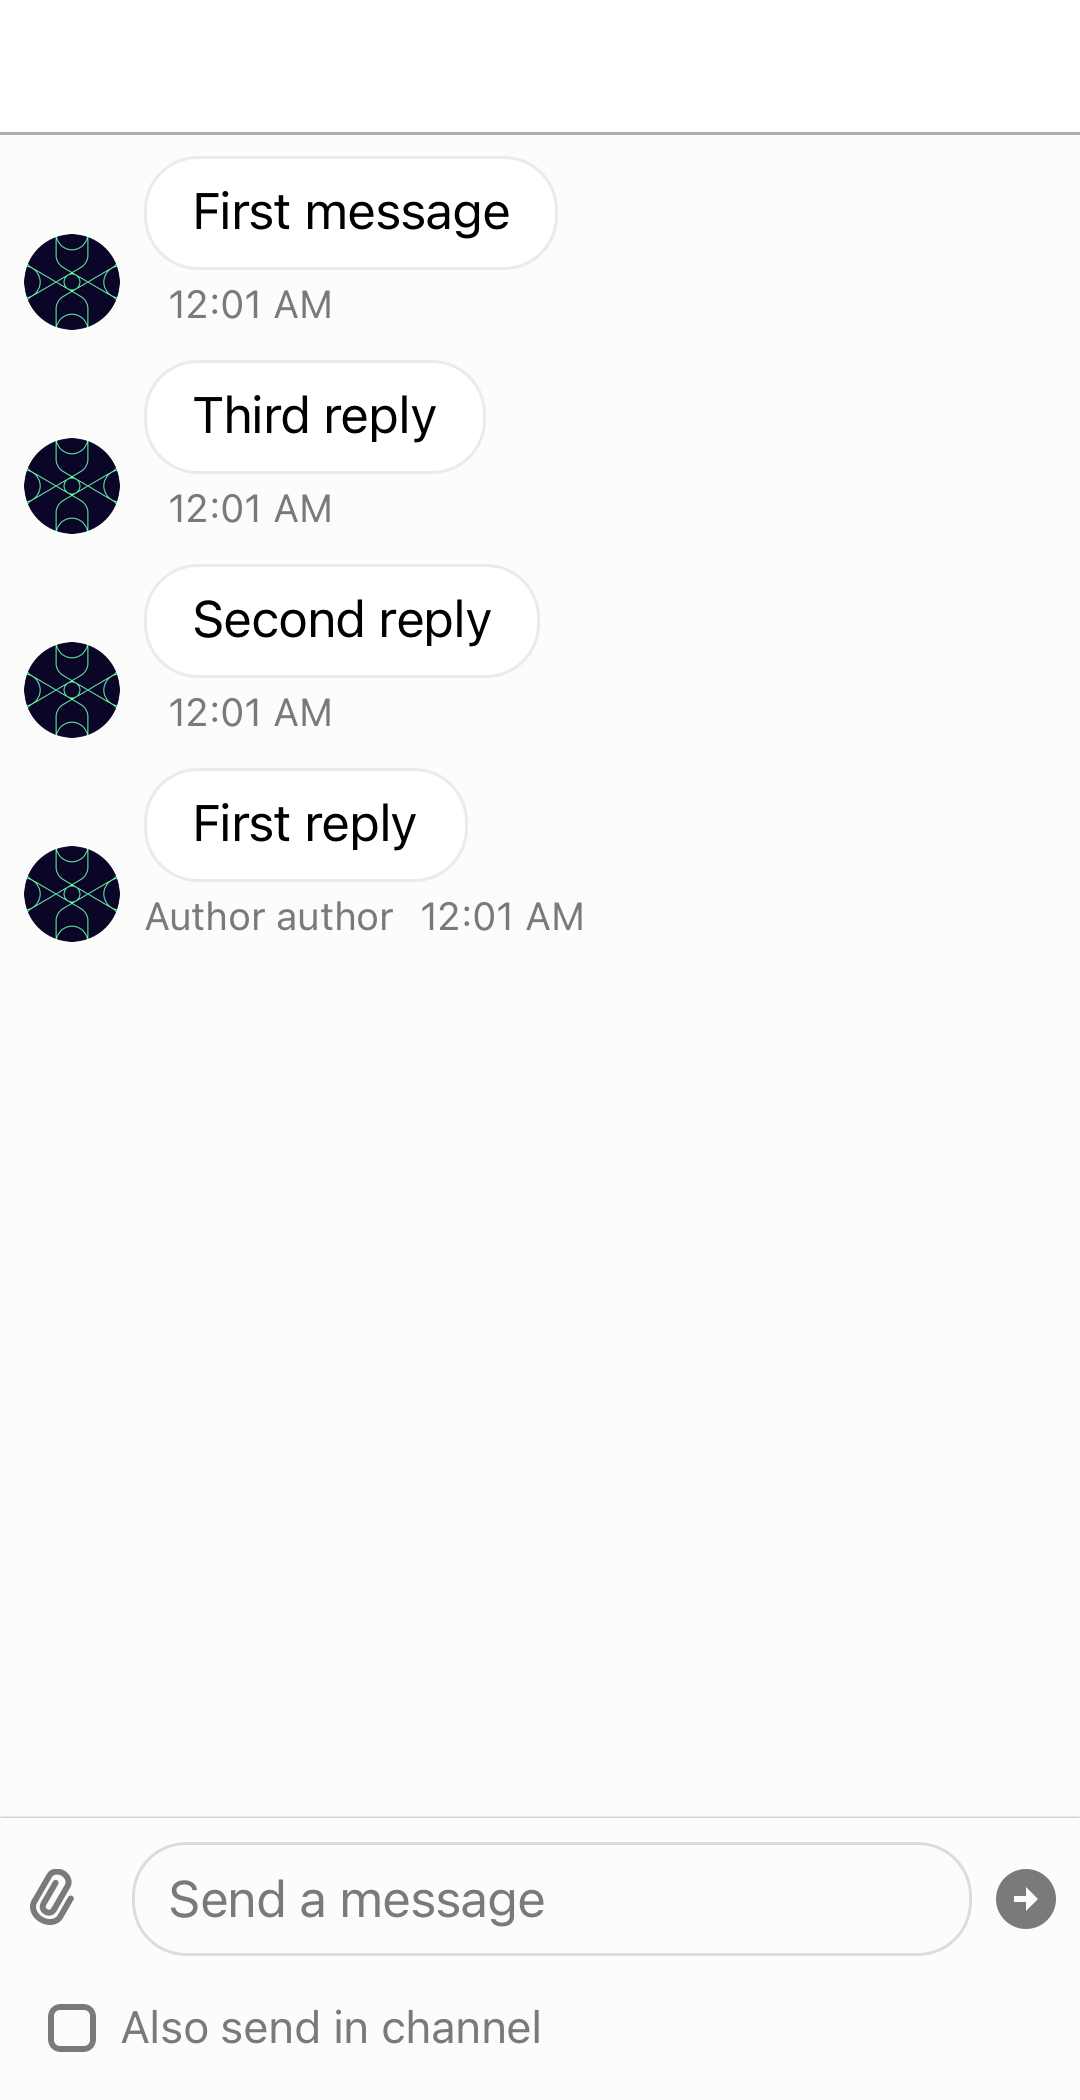 First message
12:01 AM
Third reply
12:01 AM
Second reply
12:01 AM
First reply
Author author 12:01 AM
Send a message
Also send in channel